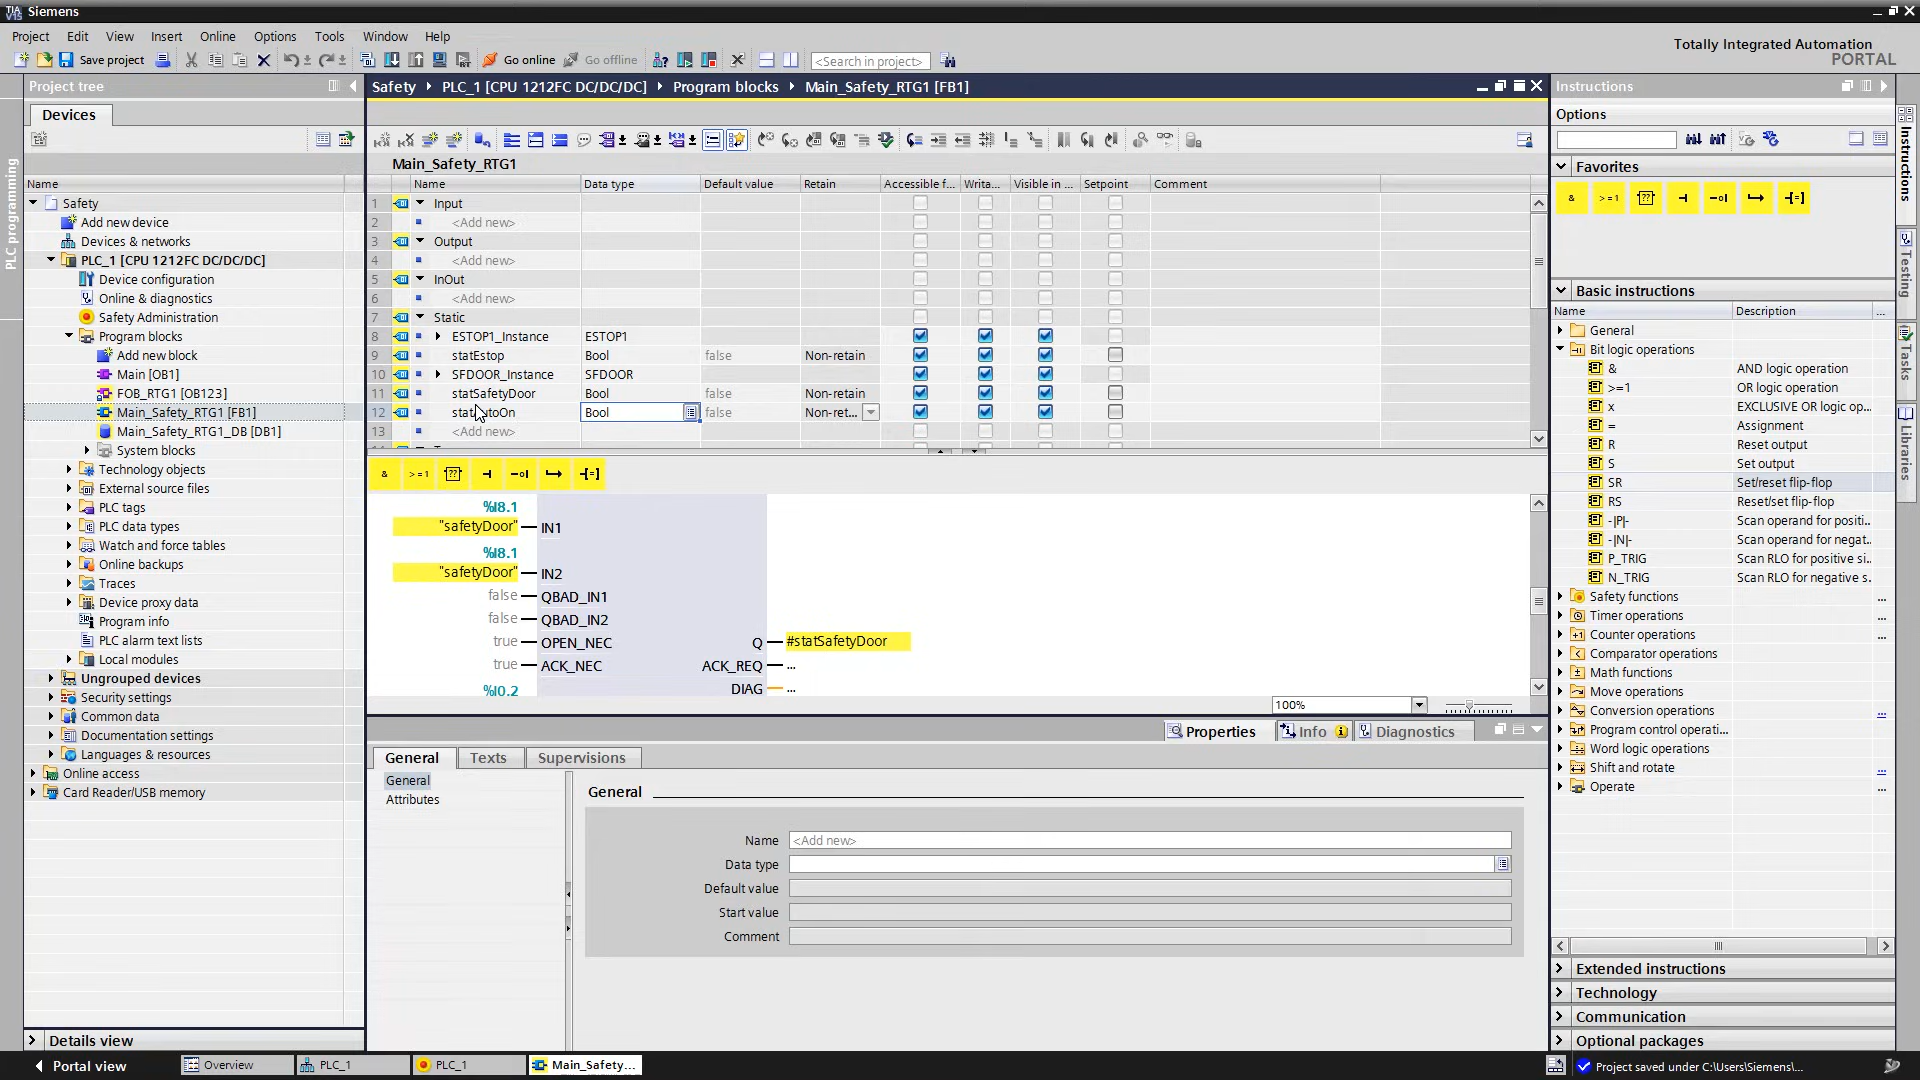 TIA
V15
Siemens
Project Edit View Insert Online Options Tools Window Help
Totally Integrated Automation
PORTAL
Save project
Go online
Go offline
<Search in project>
Project tree
Safety PLC_1 [CPU 1212FC DC/DC/DC] Program blocks Main_Safety_RTG1 [FB1]
Instructions
Devices
Options
Main_Safety_RTG1
Favorites
& >=1 ?? -[=]
PLC programming
Name
Safety
Add new device
Devices & networks
PLC_1 [CPU 1212FC DC/DC/DC]
Device configuration
Online & diagnostics
Safety Administration
Program blocks
Add new block
Main [OB1]
FOB_RTG1 [OB123]
Main_Safety_RTG1 [FB1]
Main_Safety_RTG1_DB [DB1]
System blocks
Technology objects
External source files
PLC tags
PLC data types
Watch and force tables
Online backups
Traces
Device proxy data
Program info
PLC alarm text lists
Local modules
Ungrouped devices
Security settings
Common data
Documentation settings
Languages & resources
Online access
Card Reader/USB memory
Details view
Name Data type Default value Retain Accessible f... Writa... Visible in ... Setpoint Comment
1 Input
2 <Add new>
3 Output
4 <Add new>
5 InOut
6 <Add new>
7 Static
8 ESTOP1_Instance ESTOP1
9 statEstop Bool false Non-retain
10 SFDOOR_Instance SFDOOR
11 statSafetyDoor Bool false Non-retain
12 Bool false Non-ret...
13 <Add new>
& >=1 ?? -[=]
%I8.1
"safetyDoor" IN1
%I8.1
"safetyDoor" IN2
false QBAD_IN1
false QBAD_IN2
true OPEN_NEC Q #statSafetyDoor
true ACK_NEC ACK_REQ ...
%I0.2
DIAG ...
100%
Properties Info Diagnostics
General Texts Supervisions
General
Attributes
General
Name <Add new>
Data type
Default value
Start value
Comment
Basic instructions
Name Description ...
General
Bit logic operations
& AND logic operation
>=1 OR logic operation
x EXCLUSIVE OR logic op...
= Assignment
R Reset output
S Set output
SR Set/reset flip-flop
RS Reset/set flip-flop
-|P|- Scan operand for positi...
-|N|- Scan operand for negat...
P_TRIG Scan RLO for positive si...
N_TRIG Scan RLO for negative s...
Safety functions ...
Timer operations ...
Counter operations ...
Comparator operations
Math functions
Move operations
Conversion operations ...
Program control operati...
Word logic operations
Shift and rotate ...
Operate ...
Extended instructions
Technology
Communication
Optional packages
Instructions
Testing
Tasks
Libraries
Portal view Overview PLC_1 PLC_1 Main_Safety...
Project saved under C:\Users\Siemens\...